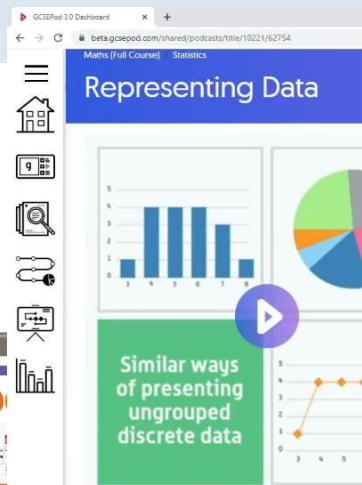 GCSEPod 3.0 Dashboard
beta.gcsepod.com/shared/podcasts/title/10221/62754
Maths [Full Course] Statistics
Representing Data
5
4
3
2
1
0
3 4 5 6 7 8
Similar ways
of presenting
ungrouped
discrete data
5
4
3
2
1
0
3 4 5
g